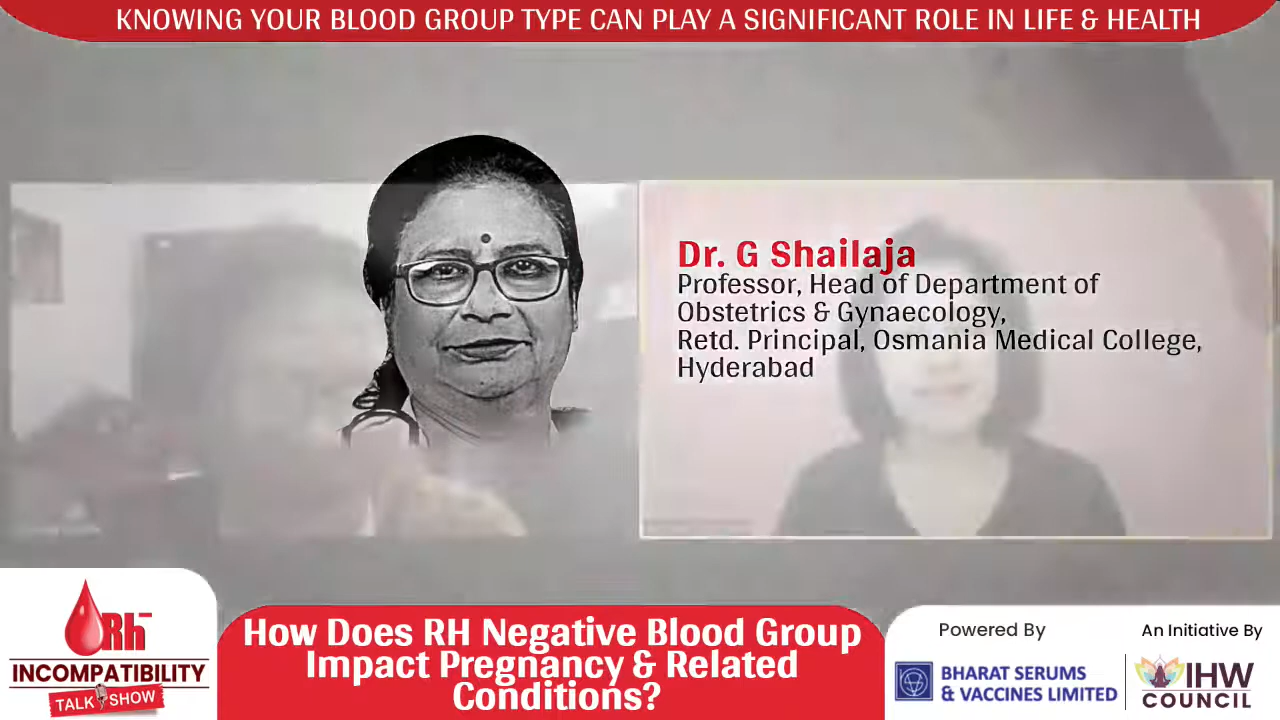 KNOWING YOUR BLOOD GROUP TYPE CAN PLAY A SIGNIFICANT ROLE IN LIFE & HEALTH
Dr. G Shailaja
Professor, Head of Department of
Obstetrics & Gynaecology,
Retd. Principal, Osmania Medical College,
Hyderabad
Rh-
INCOMPATIBILITY
TALK SHOW
How Does RH Negative Blood Group
Impact Pregnancy & Related
Conditions?
Powered By
BHARAT SERUMS
& VACCINES LIMITED
An Initiative By
IHW
COUNCIL